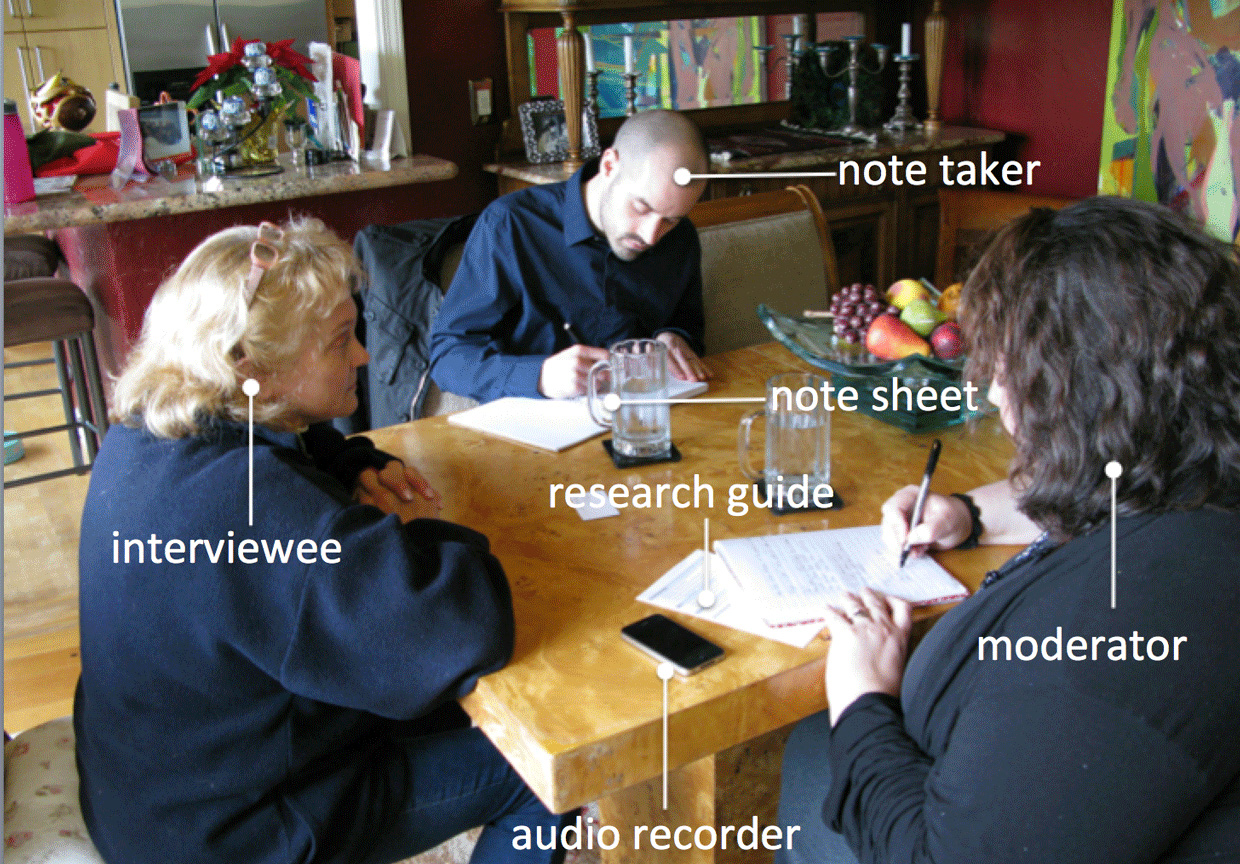 note taker
note sheet
research guide
interviewee
moderator
audio recorder